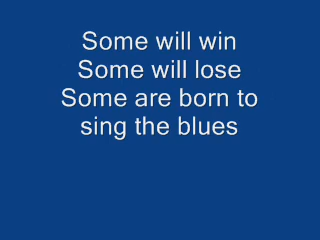 Some will win
Some will lose
Some are born to
sing the blues